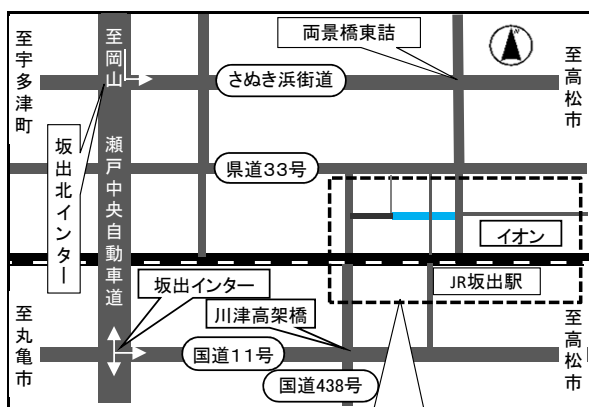 至宇多津町
至岡山
両景橋東詰
N
至高松市
さぬき浜街道
坂出北インター
瀬戸中央自動車道
県道33号
イオン
JR坂出駅
坂出インター
川津高架橋
至丸亀市
国道11号
国道438号
至高松市